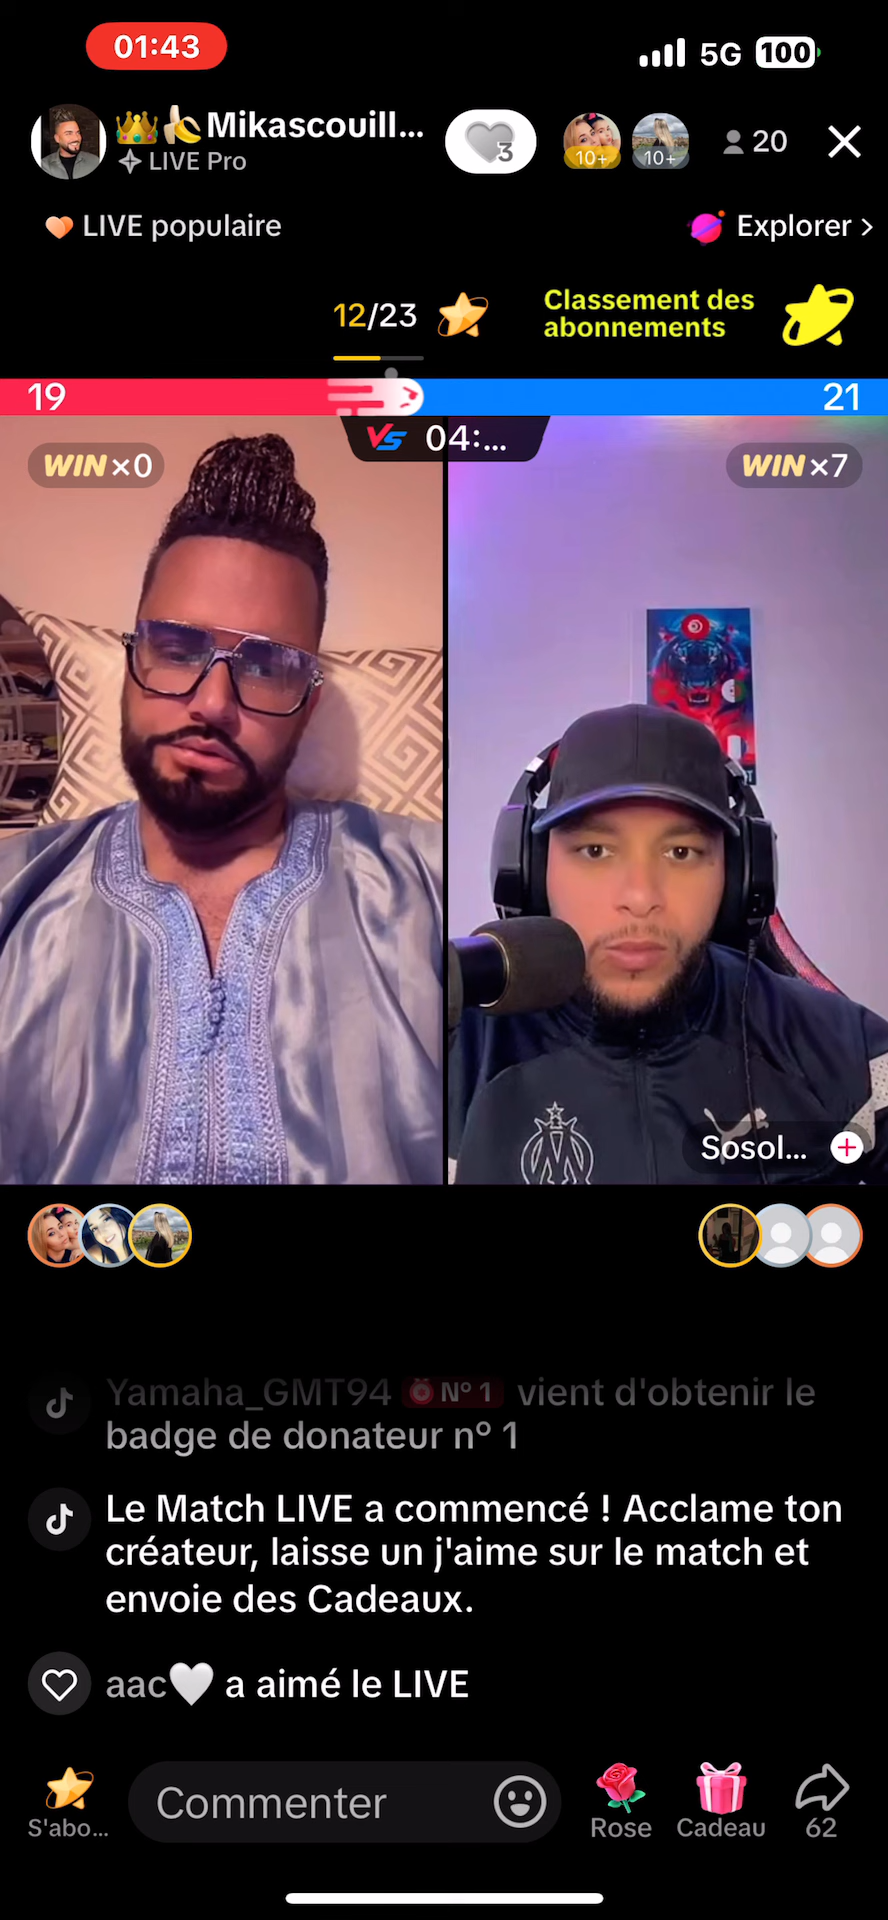 01:43
5G 100
👑🍌Mikascouill...
LIVE Pro
3
10+ 10+
20
LIVE populaire
Explorer >
12/23
Classement des
abonnements
19
21
VS 04:...
WIN x0
WIN x7
Sosol...
Yamaha_GMT94 N° 1 vient d'obtenir le
badge de donateur n° 1
Le Match LIVE a commencé ! Acclame ton
créateur, laisse un j'aime sur le match et
envoie des Cadeaux.
aac🤍 a aimé le LIVE
Commenter
S'abo...
Rose
Cadeau
62